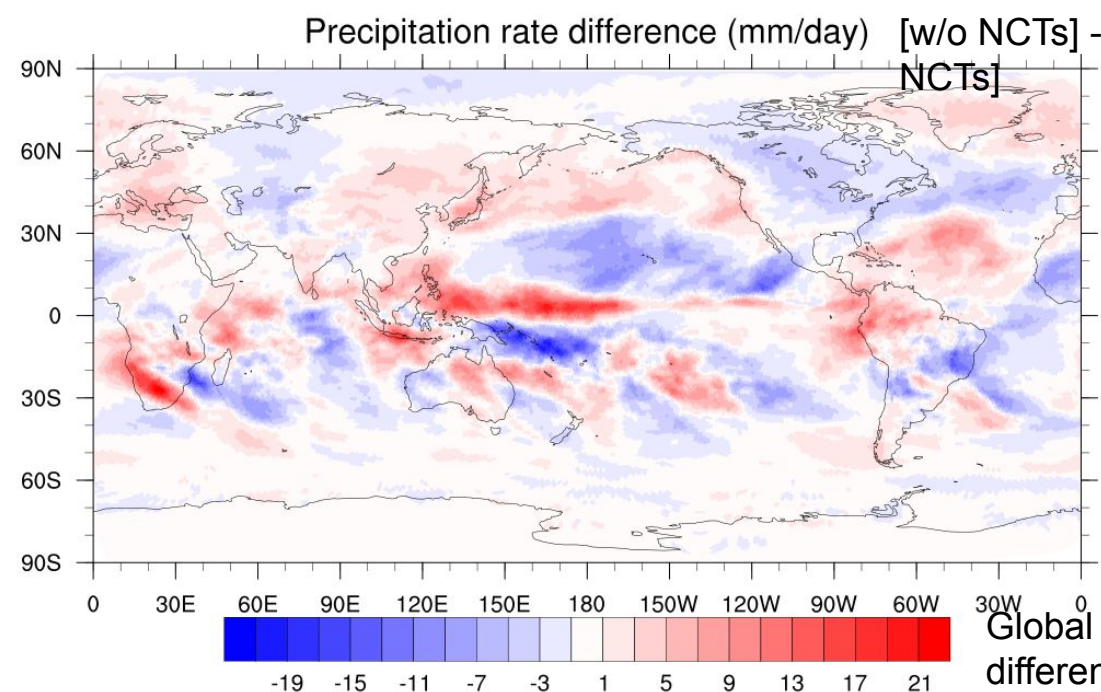 Precipitation rate difference (mm/day) [w/o NCTs] -
NCTs]
90N
60N
30N
0
30S
60S
90S
0 30E 60E 90E 120E 150E 180 150W 120W 90W 60W 30W 0
-19 -15 -11 -7 -3 1 5 9 13 17 21
Global
differen